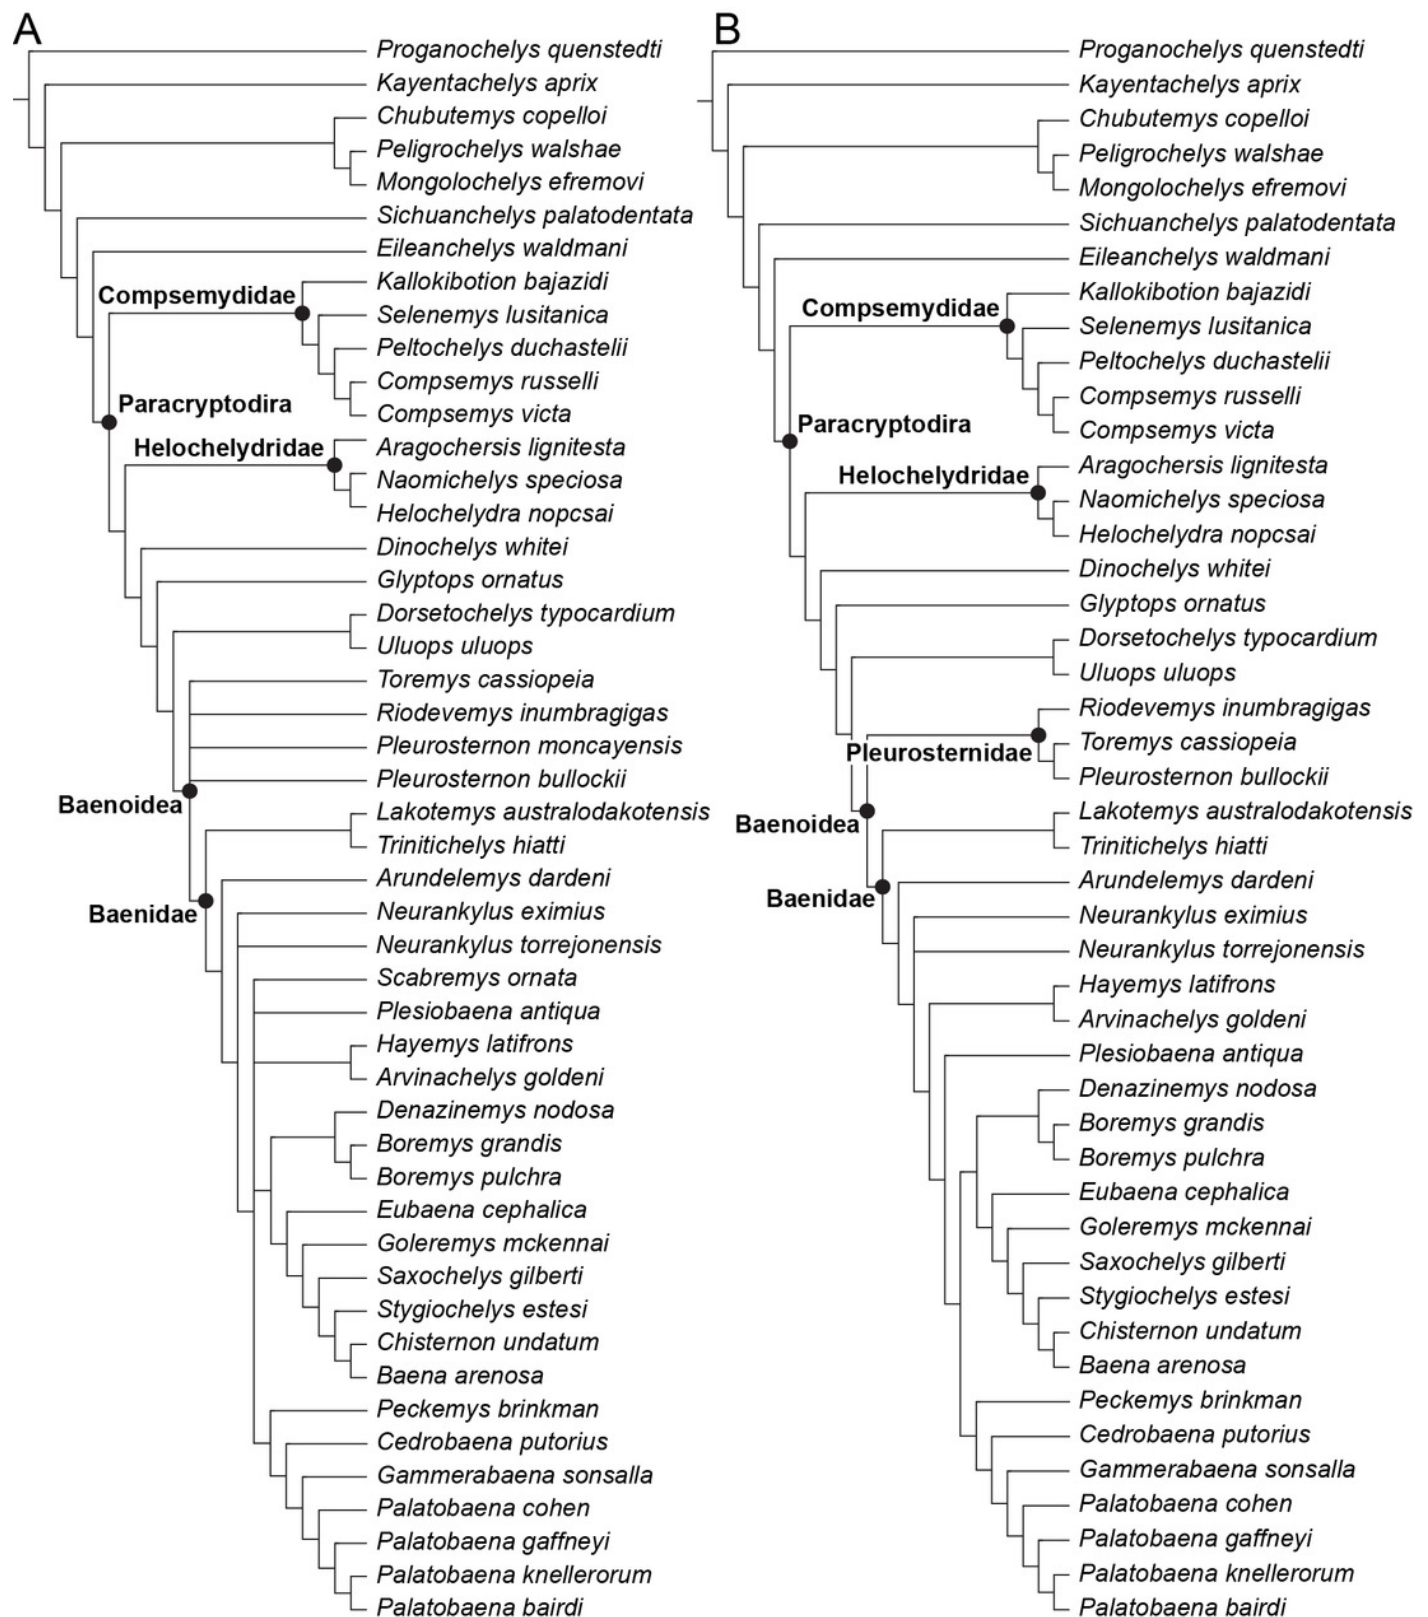 A
Proganochelys quenstedti
Kayentachelys aprix
Chubutemys copelloi
Peligrochelys walshae
Mongolochelys efremovi
Sichuanchelys palatodentata
Eileanchelys waldmani
Kallokibotion bajazidi
Compsemydidae
Selenemys lusitanica
Peltochelys duchastelii
Compsemys russelli
Paracryptodira
Compsemys victa
Aragochersis lignitesta
Helochelydridae
Naomichelys speciosa
Helochelydra nopcsai
Dinochelys whitei
Glyptops ornatus
Dorsetochelys typocardium
Uluops uluops
Toremys cassiopeia
Riodevemys inumbragigas
Pleurosternon moncayensis
Pleurosternon bullockii
Baenoidea
Lakotemys australodakotensis
Trinitichelys hiatti
Arundelemys dardeni
Neurankylus eximius
Baenidae
Neurankylus torrejonensis
Scabremys ornata
Plesiobaena antiqua
Hayemys latifrons
Arvinachelys goldeni
Denazinemys nodosa
Boremys grandis
Boremys pulchra
Eubaena cephalica
Goleremys mckennai
Saxochelys gilberti
Stygiochelys estesi
Chisternon undatum
Baena arenosa
Peckemys brinkman
Cedrobaena putorius
Gammerabaena sonsalla
Palatobaena cohen
Palatobaena gaffneyi
Palatobaena knellerorum
Palatobaena bairdi
B
Proganochelys quenstedti
Kayentachelys aprix
Chubutemys copelloi
Peligrochelys walshae
Mongolochelys efremovi
Sichuanchelys palatodentata
Eileanchelys waldmani
Kallokibotion bajazidi
Compsemydidae
Selenemys lusitanica
Peltochelys duchastelii
Compsemys russelli
Paracryptodira
Compsemys victa
Aragochersis lignitesta
Helochelydridae
Naomichelys speciosa
Helochelydra nopcsai
Dinochelys whitei
Glyptops ornatus
Dorsetochelys typocardium
Uluops uluops
Riodevemys inumbragigas
Toremys cassiopeia
Pleurosternidae
Pleurosternon bullockii
Lakotemys australodakotensis
Baenoidea
Trinitichelys hiatti
Arundelemys dardeni
Baenidae
Neurankylus eximius
Neurankylus torrejonensis
Hayemys latifrons
Arvinachelys goldeni
Plesiobaena antiqua
Denazinemys nodosa
Boremys grandis
Boremys pulchra
Eubaena cephalica
Goleremys mckennai
Saxochelys gilberti
Stygiochelys estesi
Chisternon undatum
Baena arenosa
Peckemys brinkman
Cedrobaena putorius
Gammerabaena sonsalla
Palatobaena cohen
Palatobaena gaffneyi
Palatobaena knellerorum
Palatobaena bairdi